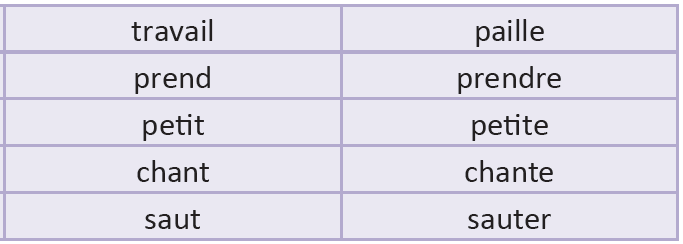 travail paille
prend prendre
petit petite
chant chante
saut sauter